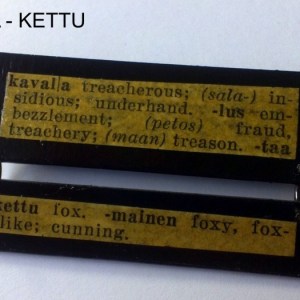 - KETTU
kavala treacherous; (sala-) in-
sidious; underhand. -lus em-
bezzlement; (petos) fraud,
treachery; (maan) treason. -taa
kettu fox. -mainen foxy, fox-
like; cunning.